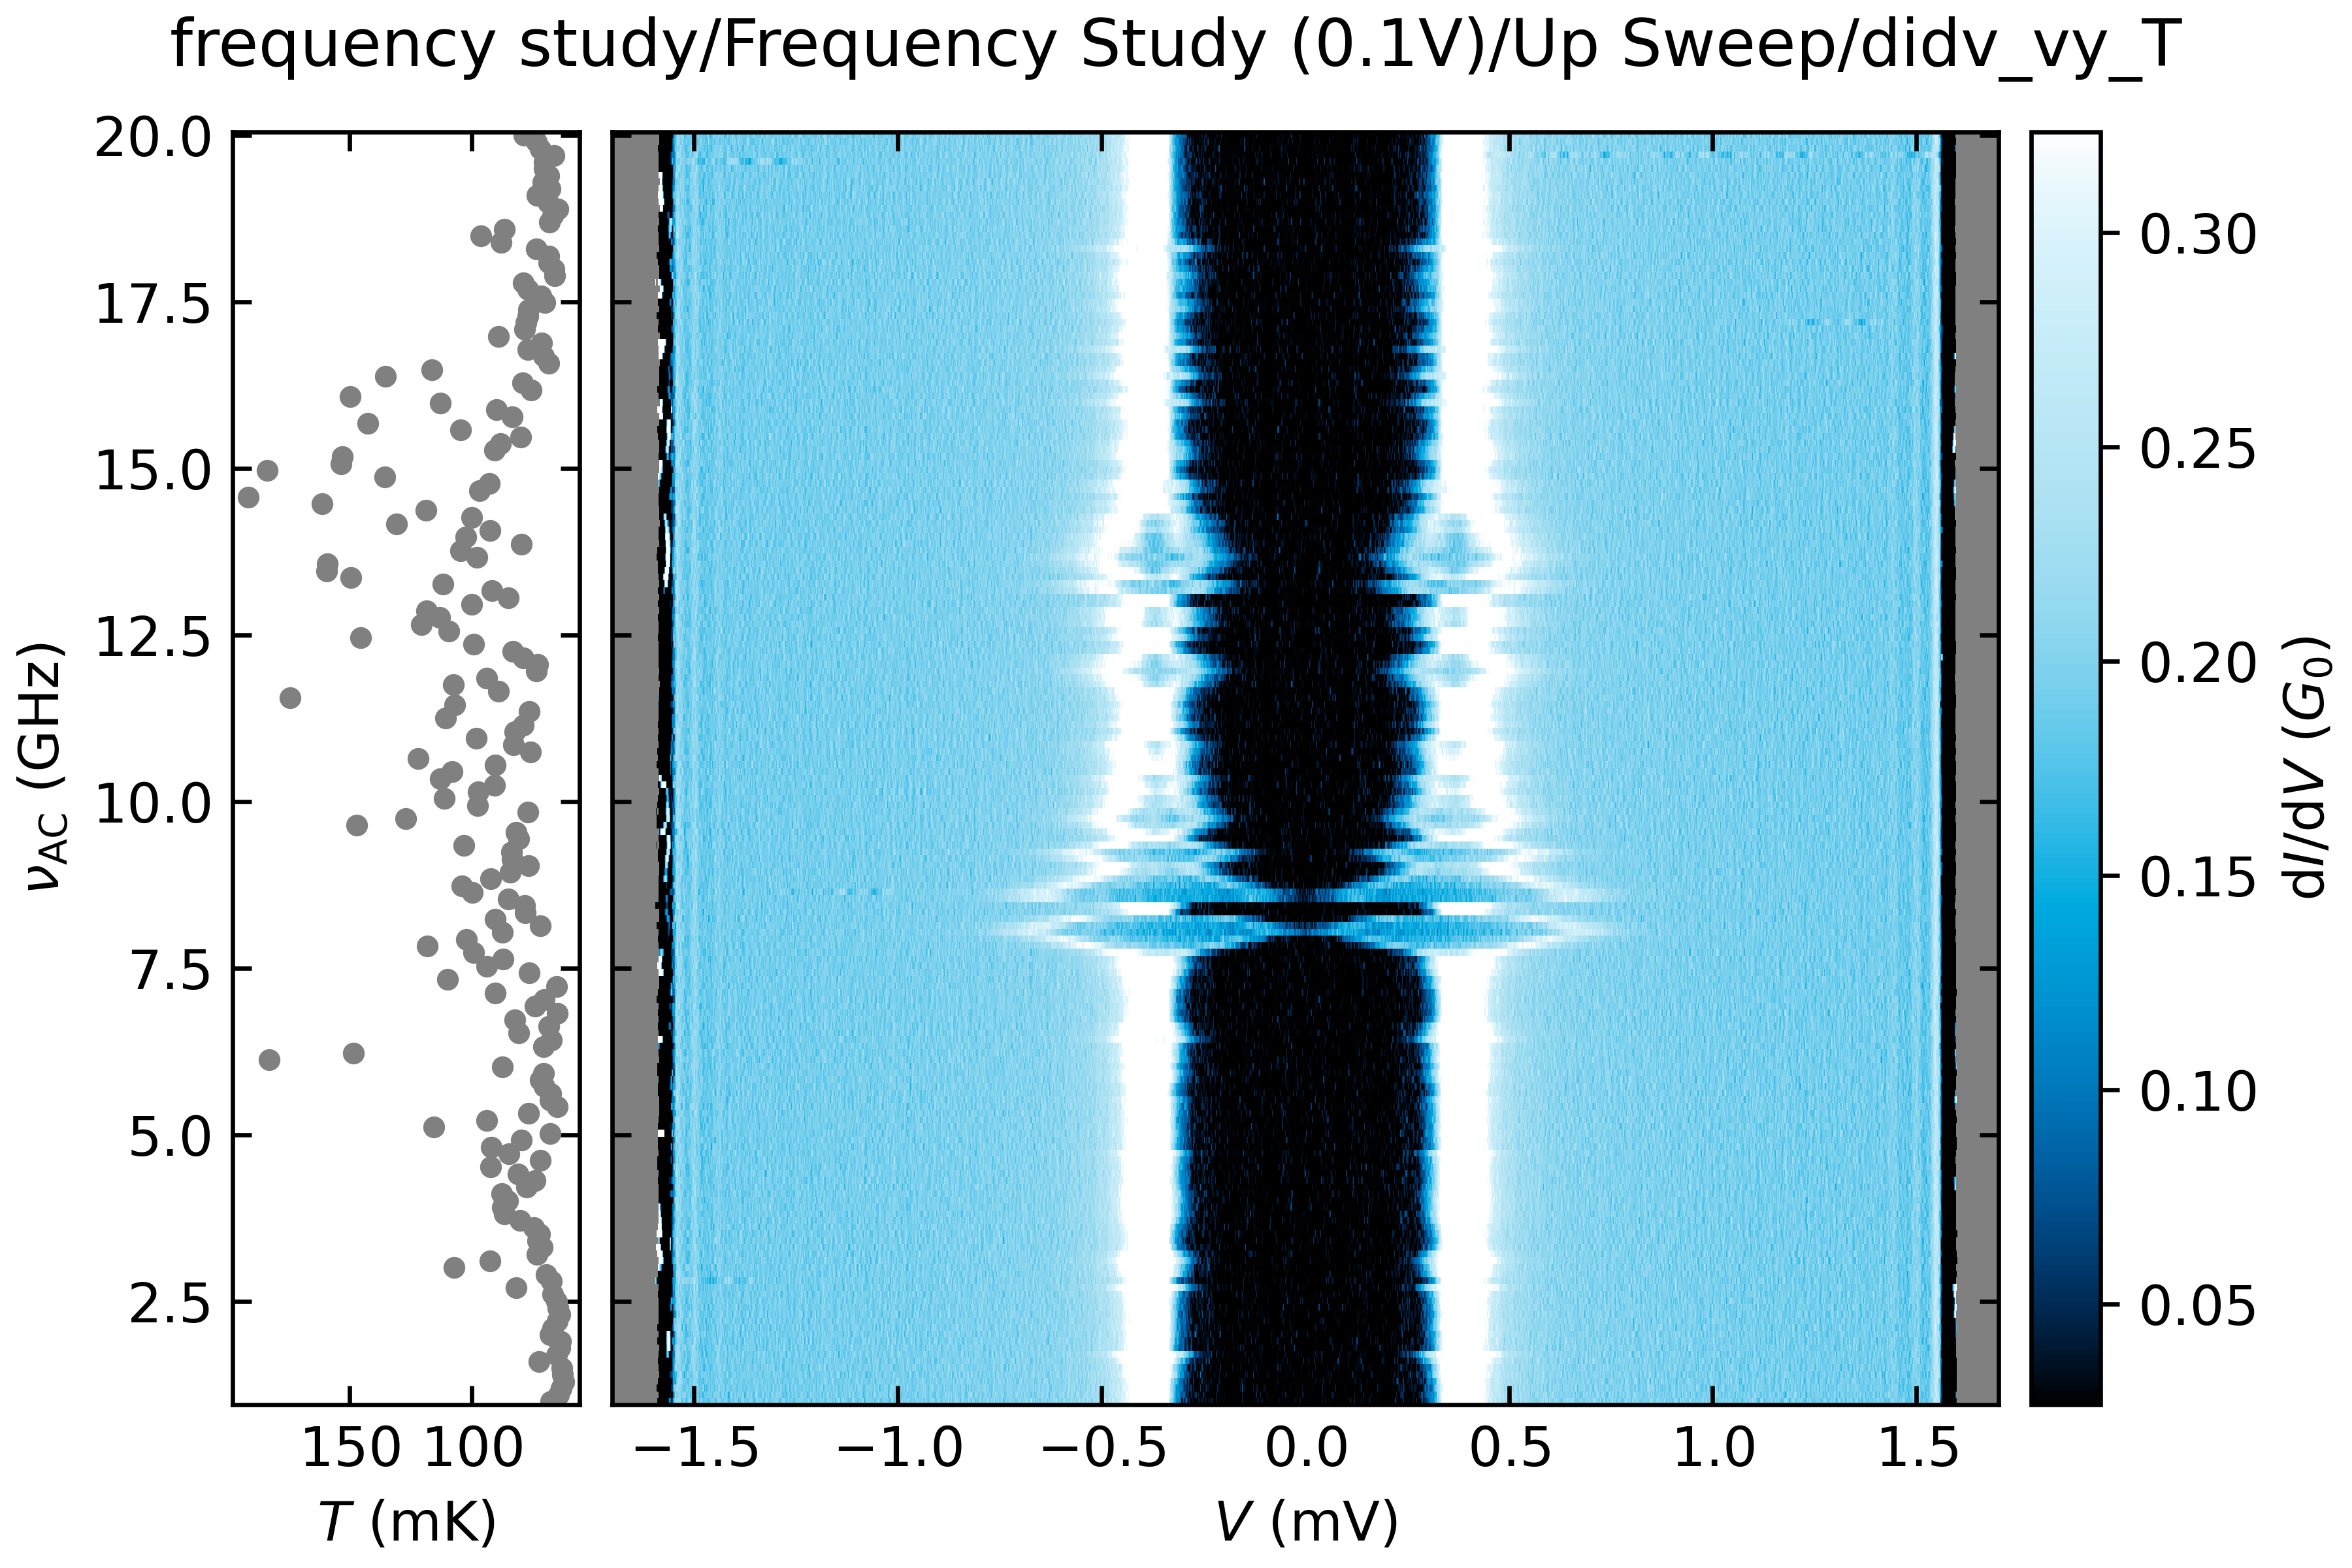 frequency study/Frequency Study (0.1V)/Up Sweep/didv_vy_T
20.0
17.5
15.0
12.5
10.0
7.5
5.0
2.5
ν_AC (GHz)
150 100
T (mK)
−1.5 −1.0 −0.5 0.0 0.5 1.0 1.5
V (mV)
0.30
0.25
0.20
0.15
0.10
0.05
dI/dV (G₀)